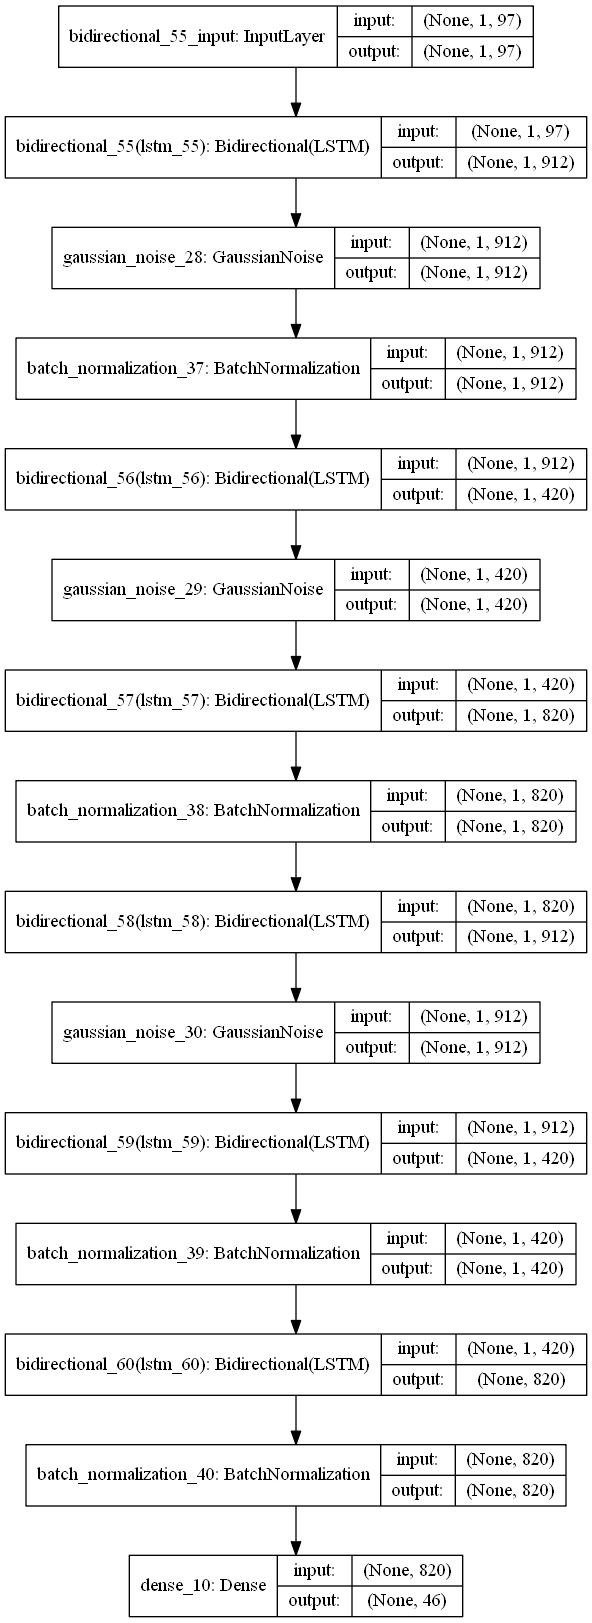 bidirectional_55_input: InputLayer
input: (None, 1, 97)
output: (None, 1, 97)
bidirectional_55(lstm_55): Bidirectional(LSTM)
input: (None, 1, 97)
output: (None, 1, 912)
gaussian_noise_28: GaussianNoise
input: (None, 1, 912)
output: (None, 1, 912)
batch_normalization_37: BatchNormalization
input: (None, 1, 912)
output: (None, 1, 912)
bidirectional_56(lstm_56): Bidirectional(LSTM)
input: (None, 1, 912)
output: (None, 1, 420)
gaussian_noise_29: GaussianNoise
input: (None, 1, 420)
output: (None, 1, 420)
bidirectional_57(lstm_57): Bidirectional(LSTM)
input: (None, 1, 420)
output: (None, 1, 820)
batch_normalization_38: BatchNormalization
input: (None, 1, 820)
output: (None, 1, 820)
bidirectional_58(lstm_58): Bidirectional(LSTM)
input: (None, 1, 820)
output: (None, 1, 912)
gaussian_noise_30: GaussianNoise
input: (None, 1, 912)
output: (None, 1, 912)
bidirectional_59(lstm_59): Bidirectional(LSTM)
input: (None, 1, 912)
output: (None, 1, 420)
batch_normalization_39: BatchNormalization
input: (None, 1, 420)
output: (None, 1, 420)
bidirectional_60(lstm_60): Bidirectional(LSTM)
input: (None, 1, 420)
output: (None, 820)
batch_normalization_40: BatchNormalization
input: (None, 820)
output: (None, 820)
dense_10: Dense
input: (None, 820)
output: (None, 46)